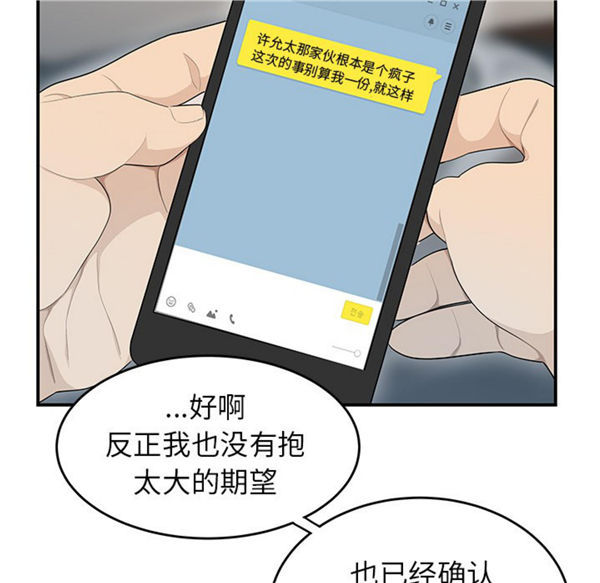 许允太那家伙根本是个疯子
这次的事别算我一份,就这样
전송
...好啊
反正我也没有抱
太大的期望
也已经确认